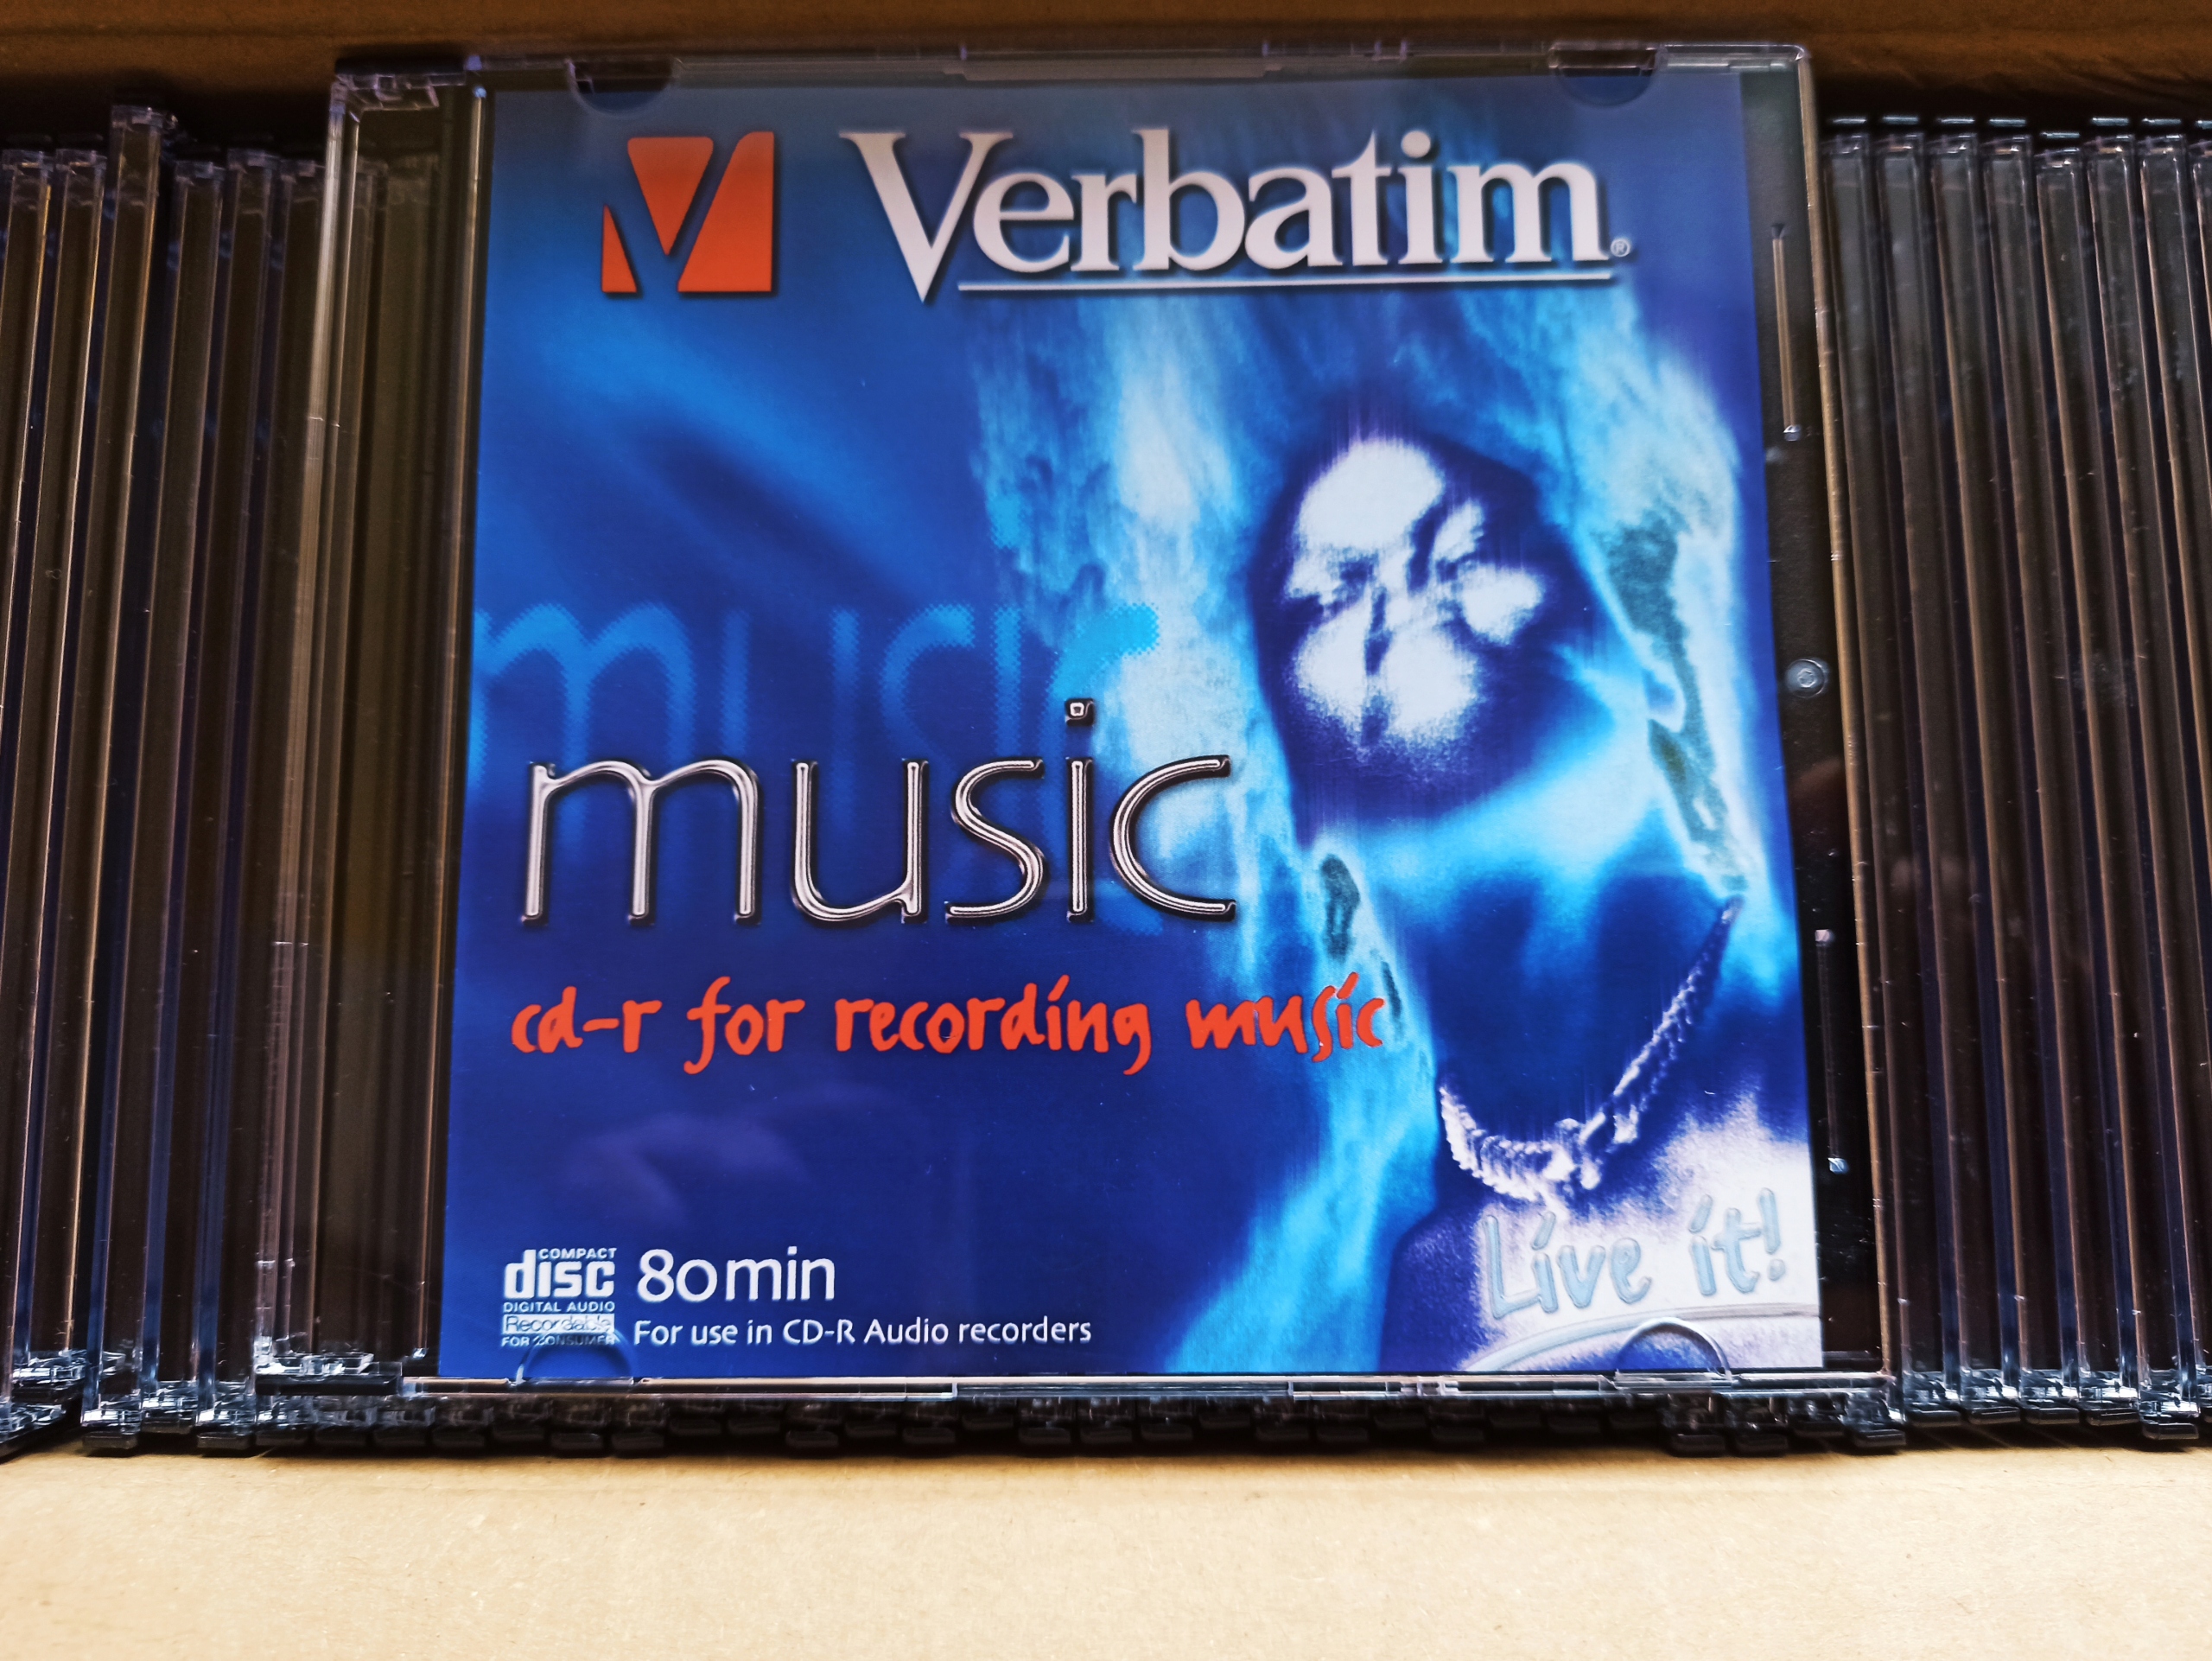 Verbatim®
music
music
cd-r for recording music
COMPACT
disc
DIGITAL AUDIO
Recordable
FOR CONSUMER
80min
For use in CD-R Audio recorders
Live it!